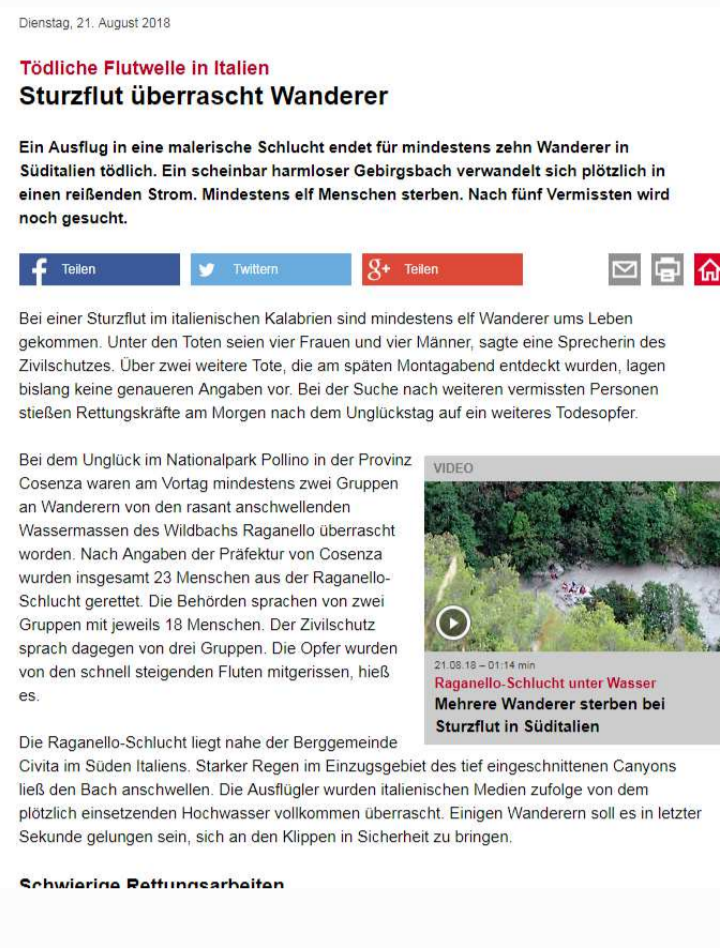 Dienstag, 21. August 2018
Tödliche Flutwelle in Italien
Sturzflut überrascht Wanderer
Ein Ausflug in eine malerische Schlucht endet für mindestens zehn Wanderer in
Süditalien tödlich. Ein scheinbar harmloser Gebirgsbach verwandelt sich plötzlich in
einen reißenden Strom. Mindestens elf Menschen sterben. Nach fünf Vermissten wird
noch gesucht.
Teilen
Twittern
g+ Teilen
Bei einer Sturzflut im italienischen Kalabrien sind mindestens elf Wanderer ums Leben
gekommen. Unter den Toten seien vier Frauen und vier Männer, sagte eine Sprecherin des
Zivilschutzes. Über zwei weitere Tote, die am späten Montagabend entdeckt wurden, lagen
bislang keine genaueren Angaben vor. Bei der Suche nach weiteren vermissten Personen
stießen Rettungskräfte am Morgen nach dem Unglückstag auf ein weiteres Todesopfer.
Bei dem Unglück im Nationalpark Pollino in der Provinz
Cosenza waren am Vortag mindestens zwei Gruppen
an Wanderern von den rasant anschwellenden
Wassermassen des Wildbachs Raganello überrascht
worden. Nach Angaben der Präfektur von Cosenza
wurden insgesamt 23 Menschen aus der Raganello-
Schlucht gerettet. Die Behörden sprachen von zwei
Gruppen mit jeweils 18 Menschen. Der Zivilschutz
sprach dagegen von drei Gruppen. Die Opfer wurden
von den schnell steigenden Fluten mitgerissen, hieß
es.
VIDEO
21.08.18 – 01:14 min
Raganello-Schlucht unter Wasser
Mehrere Wanderer sterben bei
Sturzflut in Süditalien
Die Raganello-Schlucht liegt nahe der Berggemeinde
Civita im Süden Italiens. Starker Regen im Einzugsgebiet des tief eingeschnittenen Canyons
ließ den Bach anschwellen. Die Ausflügler wurden italienischen Medien zufolge von dem
plötzlich einsetzenden Hochwasser vollkommen überrascht. Einigen Wanderern soll es in letzter
Sekunde gelungen sein, sich an den Klippen in Sicherheit zu bringen.
Schwierige Rettungsarbeiten